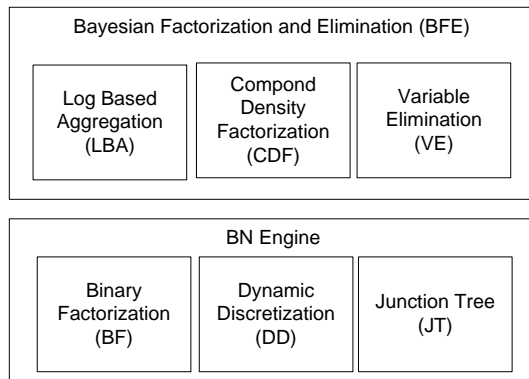 Bayesian Factorization and Elimination (BFE)
Log Based
Aggregation
(LBA)
Compond
Density
Factorization
(CDF)
Variable
Elimination
(VE)
BN Engine
Binary
Factorization
(BF)
Dynamic
Discretization
(DD)
Junction Tree
(JT)